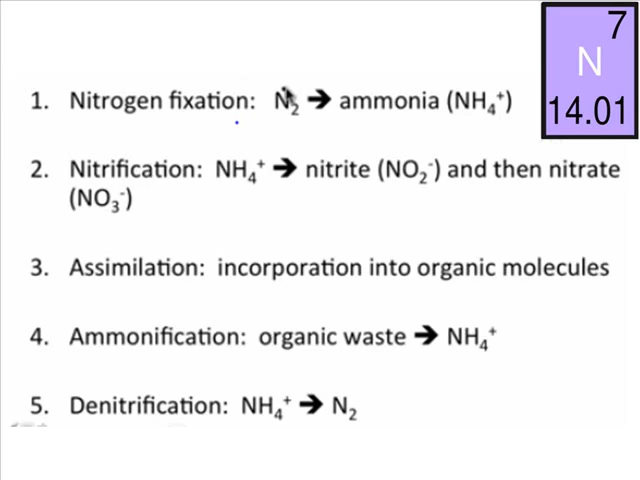 7
N
14.01
1. Nitrogen fixation: N₂ ➔ ammonia (NH₄⁺)
2. Nitrification: NH₄⁺ ➔ nitrite (NO₂⁻) and then nitrate
(NO₃⁻)
3. Assimilation: incorporation into organic molecules
4. Ammonification: organic waste ➔ NH₄⁺
5. Denitrification: NH₄⁺ ➔ N₂